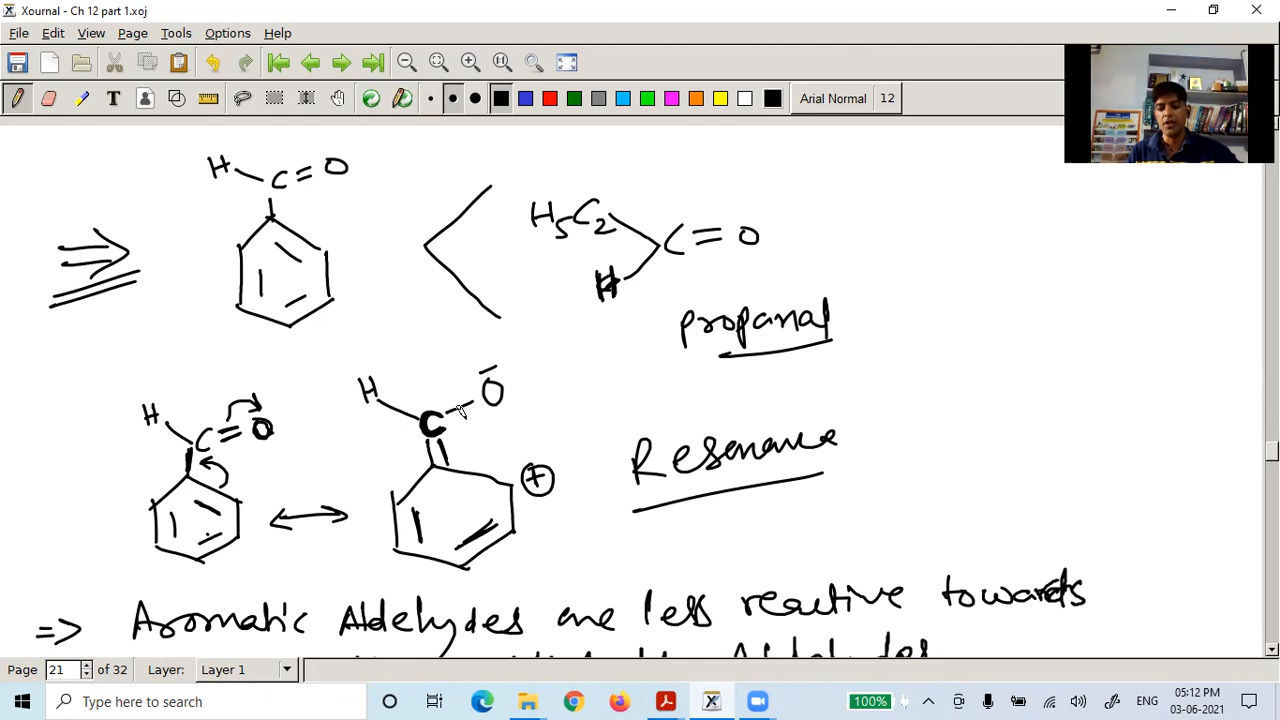 Xournal - Ch 12 part 1.xoj
File Edit View Page Tools Options Help
T Arial Normal 12
H C = O
H5C2 C = O
H
propanal
H C = O
H C - O
+
Resonance
=> Aromatic Aldehydes are less reactive towards
Aldehydes
Page 21 of 32 Layer: Layer 1
Type here to search
100%
05:12 PM
03-06-2021